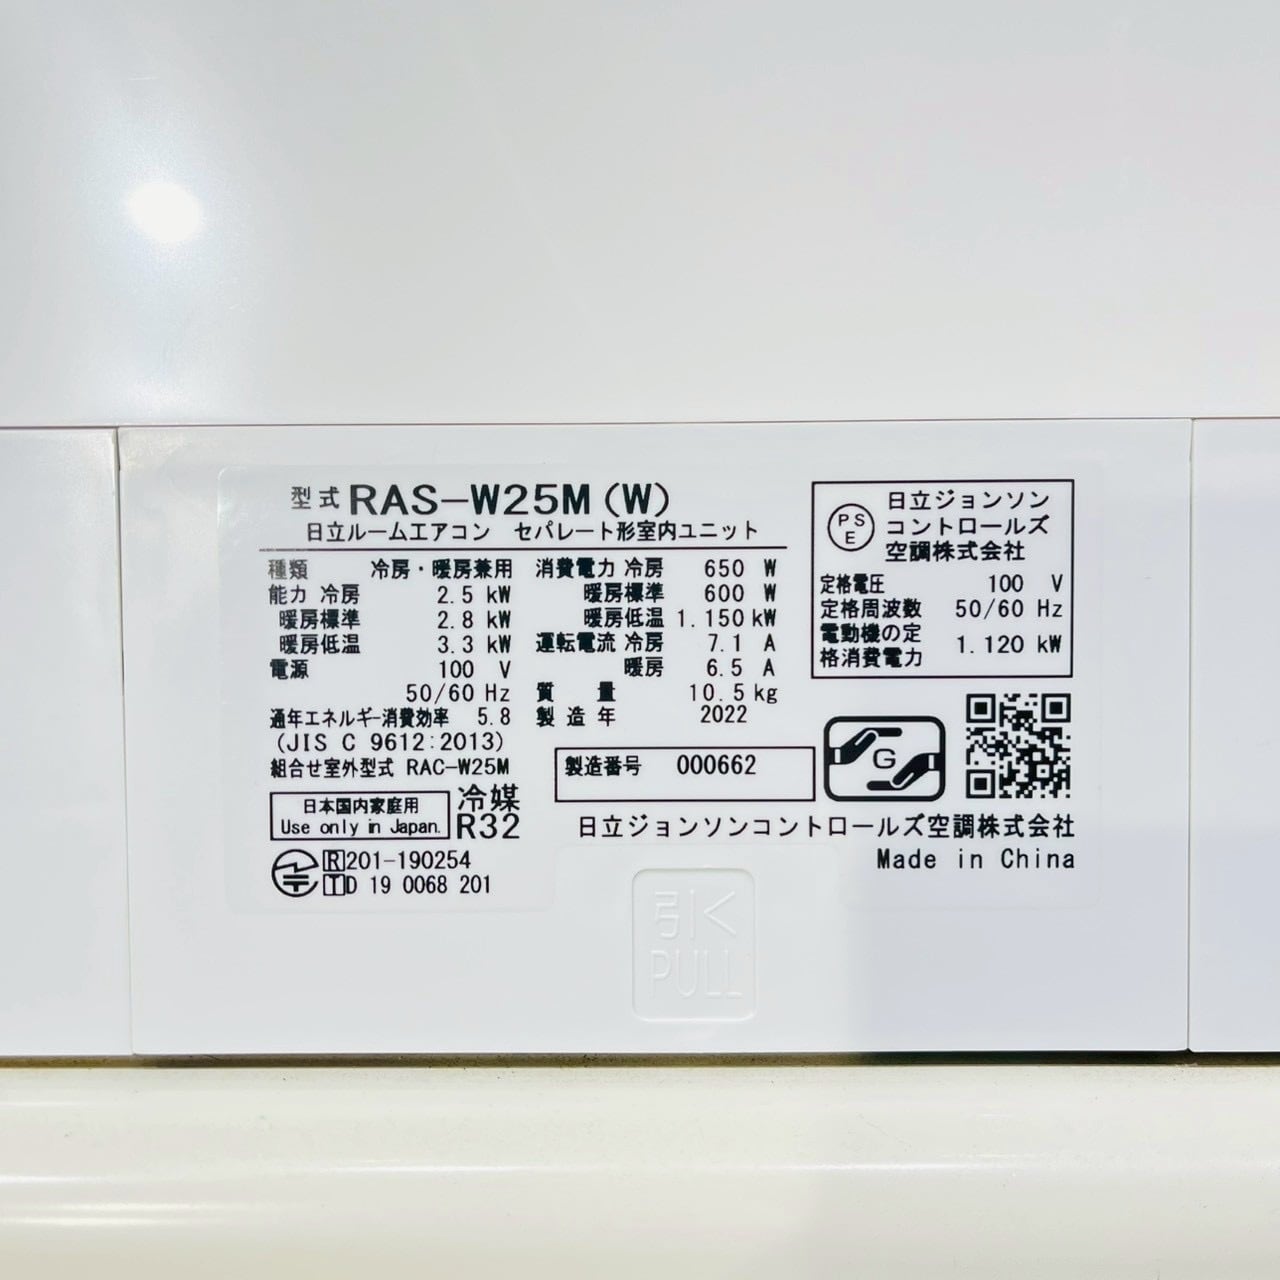 型式 RAS-W25M(W)
日立ルームエアコン セパレート形室内ユニット
種類 冷房・暖房兼用
能力 冷房 2.5 kW
暖房標準 2.8 kW
暖房低温 3.3 kW
電源 100 V
50/60 Hz
通年エネルギー消費効率 5.8
(JIS C 9612:2013)
組合せ室外型式 RAC-W25M
消費電力 冷房 650 W
暖房標準 600 W
暖房低温 1.150 kW
運転電流 冷房 7.1 A
暖房 6.5 A
質量 10.5 kg
製造年 2022
製造番号 000662
PS
E
日立ジョンソン
コントロールズ
空調株式会社
定格電圧 100 V
定格周波数 50/60 Hz
電動機の定
格消費電力 1.120 kW
G
日本国内家庭用
Use only in Japan.
冷媒
R32
日立ジョンソンコントロールズ空調株式会社
Made in China
R 201-190254
T D 19 0068 201
引く
PULL